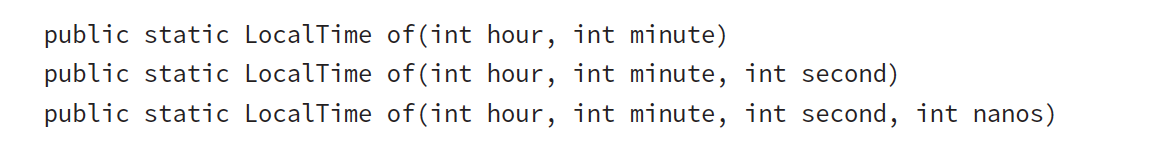 public static LocalTime of(int hour, int minute)
public static LocalTime of(int hour, int minute, int second)
public static LocalTime of(int hour, int minute, int second, int nanos)